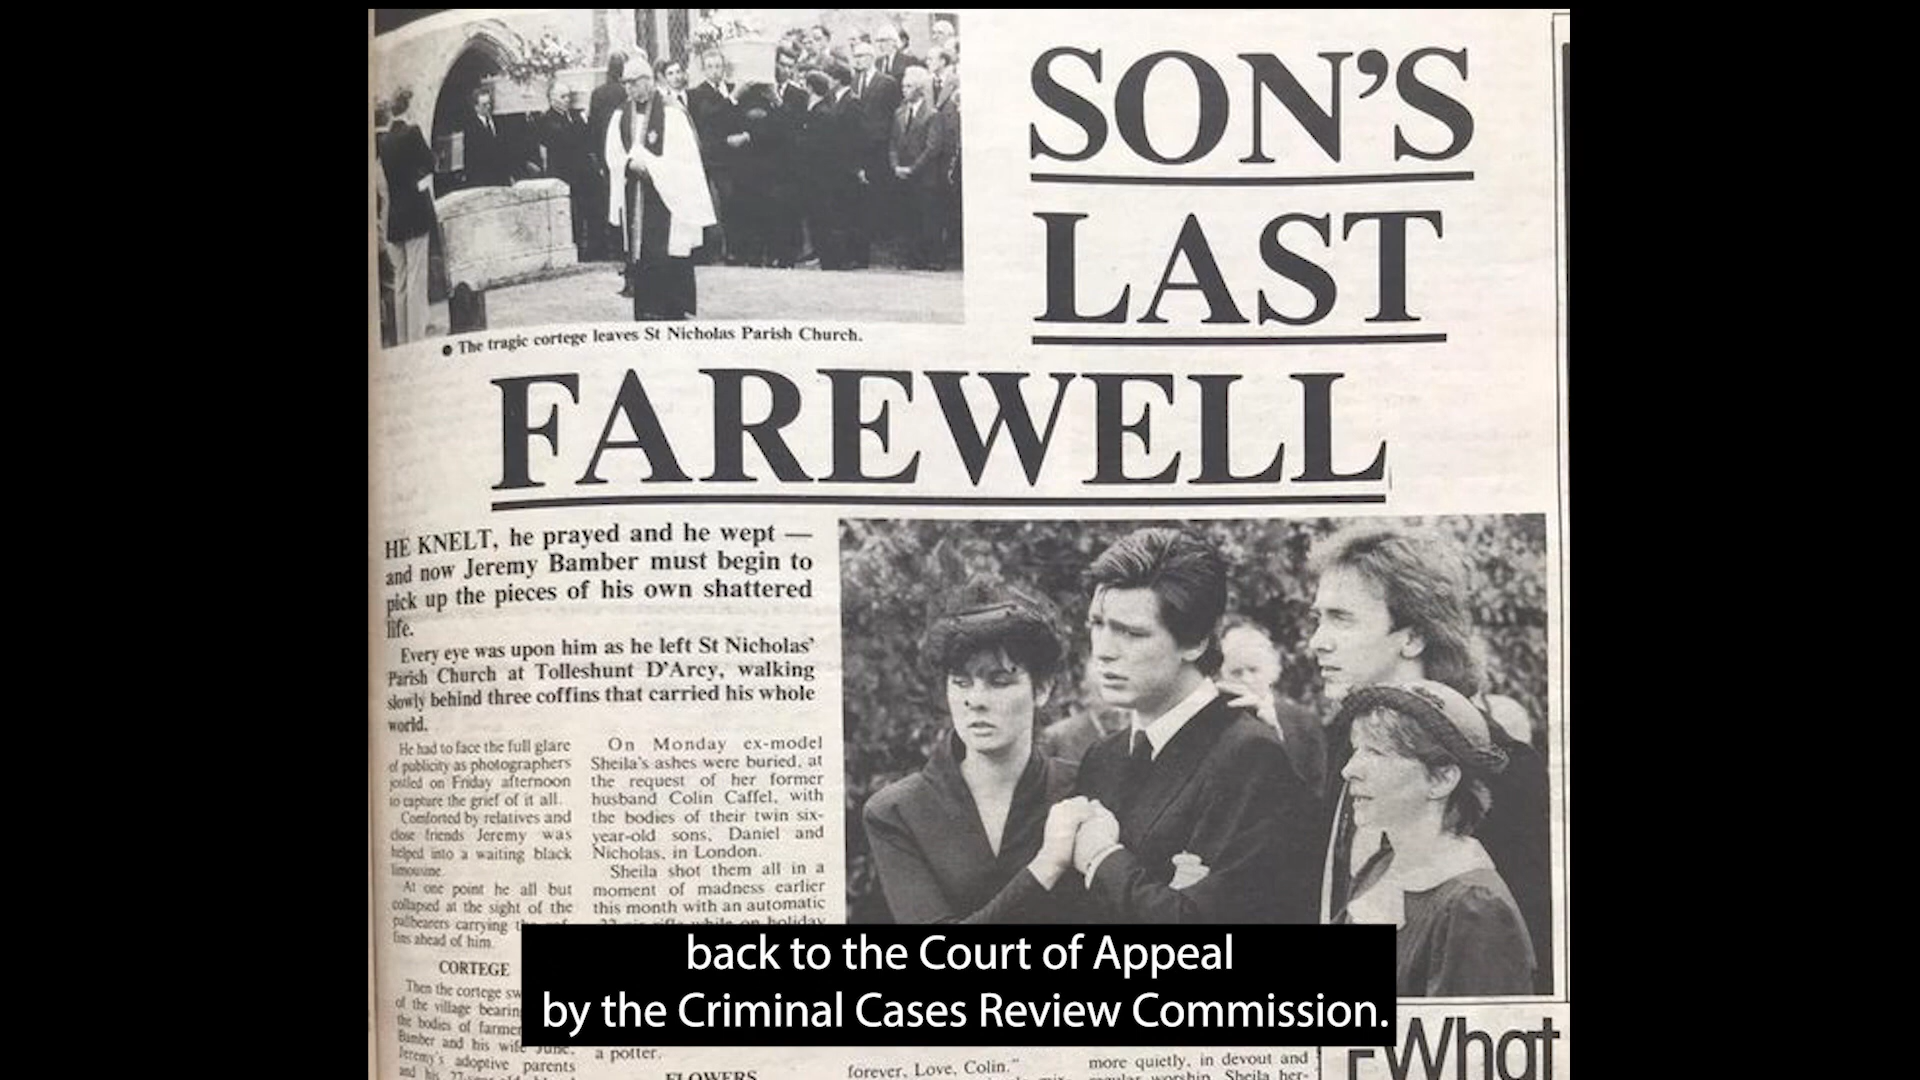 SON'S
LAST
FAREWELL
The tragic cortege leaves St Nicholas Parish Church.
HE KNELT, he prayed and he wept —
and now Jeremy Bamber must begin to
pick up the pieces of his own shattered
life.
Every eye was upon him as he left St Nicholas'
Parish Church at Tolleshunt D'Arcy, walking
slowly behind three coffins that carried his whole
world.
He had to face the full glare
of publicity as photographers
jostled on Friday afternoon
to capture the grief of it all.
Comforted by relatives and
close friends Jeremy was
helped into a waiting black
limousine.
At one point he all but
collapsed at the sight of the
pallbearers carrying
fins ahead of him.
CORTEGE
Then the cortege
of the village
the bodies of
Bamber and his wife June,
Jeremy's adoptive parents
and his
On Monday ex-model
Sheila's ashes were buried, at
the request of her former
husband Colin Caffel, with
the bodies of their twin six-
year-old sons, Daniel and
Nicholas, in London.
Sheila shot them all in a
moment of madness earlier
this month with an automatic
holiday
a potter.
FLOWERS
forever, Love, Colin."
more quietly, in devout and
regular worship. Sheila her-
What
back to the Court of Appeal
by the Criminal Cases Review Commission.